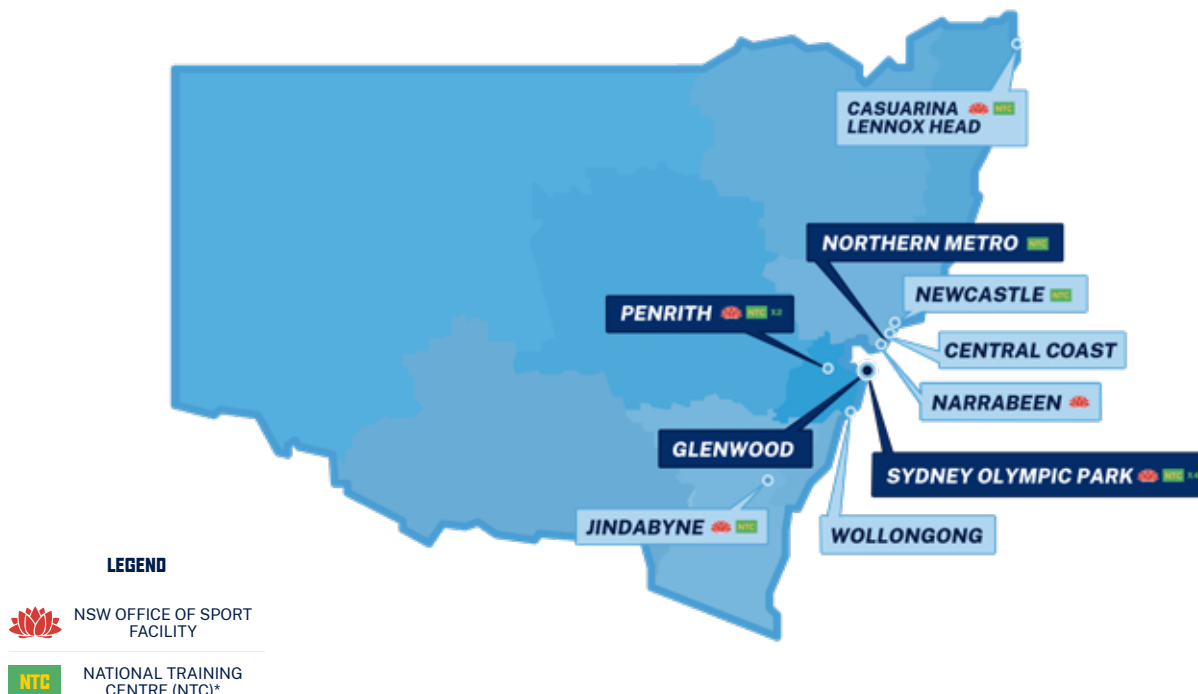 CASUARINA NTC
LENNOX HEAD
NORTHERN METRO NTC
NEWCASTLE NTC
PENRITH NTC X2
CENTRAL COAST
NARRABEEN
GLENWOOD
SYDNEY OLYMPIC PARK NTC X4
JINDABYNE NTC
WOLLONGONG
LEGEND
NSW OFFICE OF SPORT
FACILITY
NTC NATIONAL TRAINING
CENTRE (NTC)*